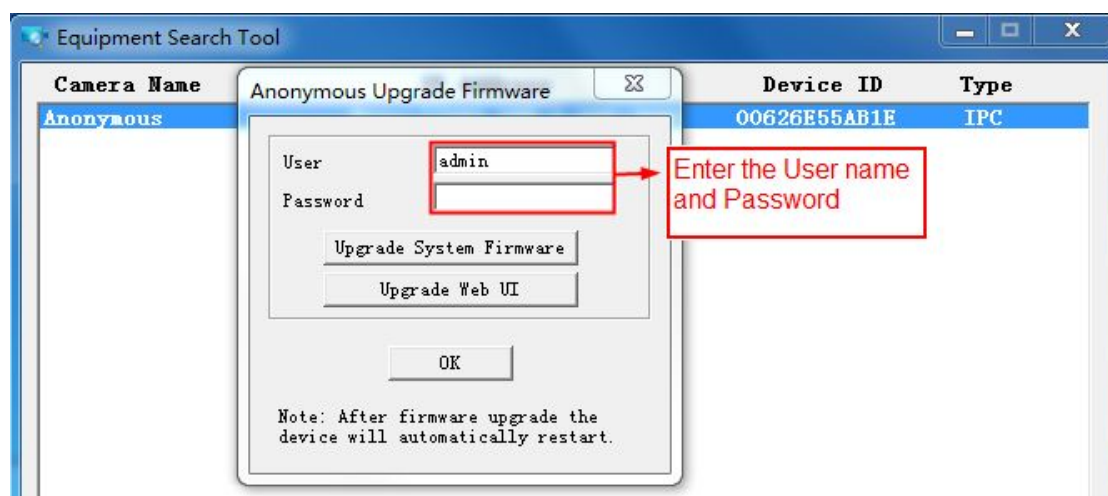 Equipment Search Tool
Camera Name
Device ID
Type
Anonymous
00626E55AB1E
IPC
Anonymous Upgrade Firmware
User
admin
Password
Enter the User name
and Password
Upgrade System Firmware
Upgrade Web UI
OK
Note: After firmware upgrade the
device will automatically restart.